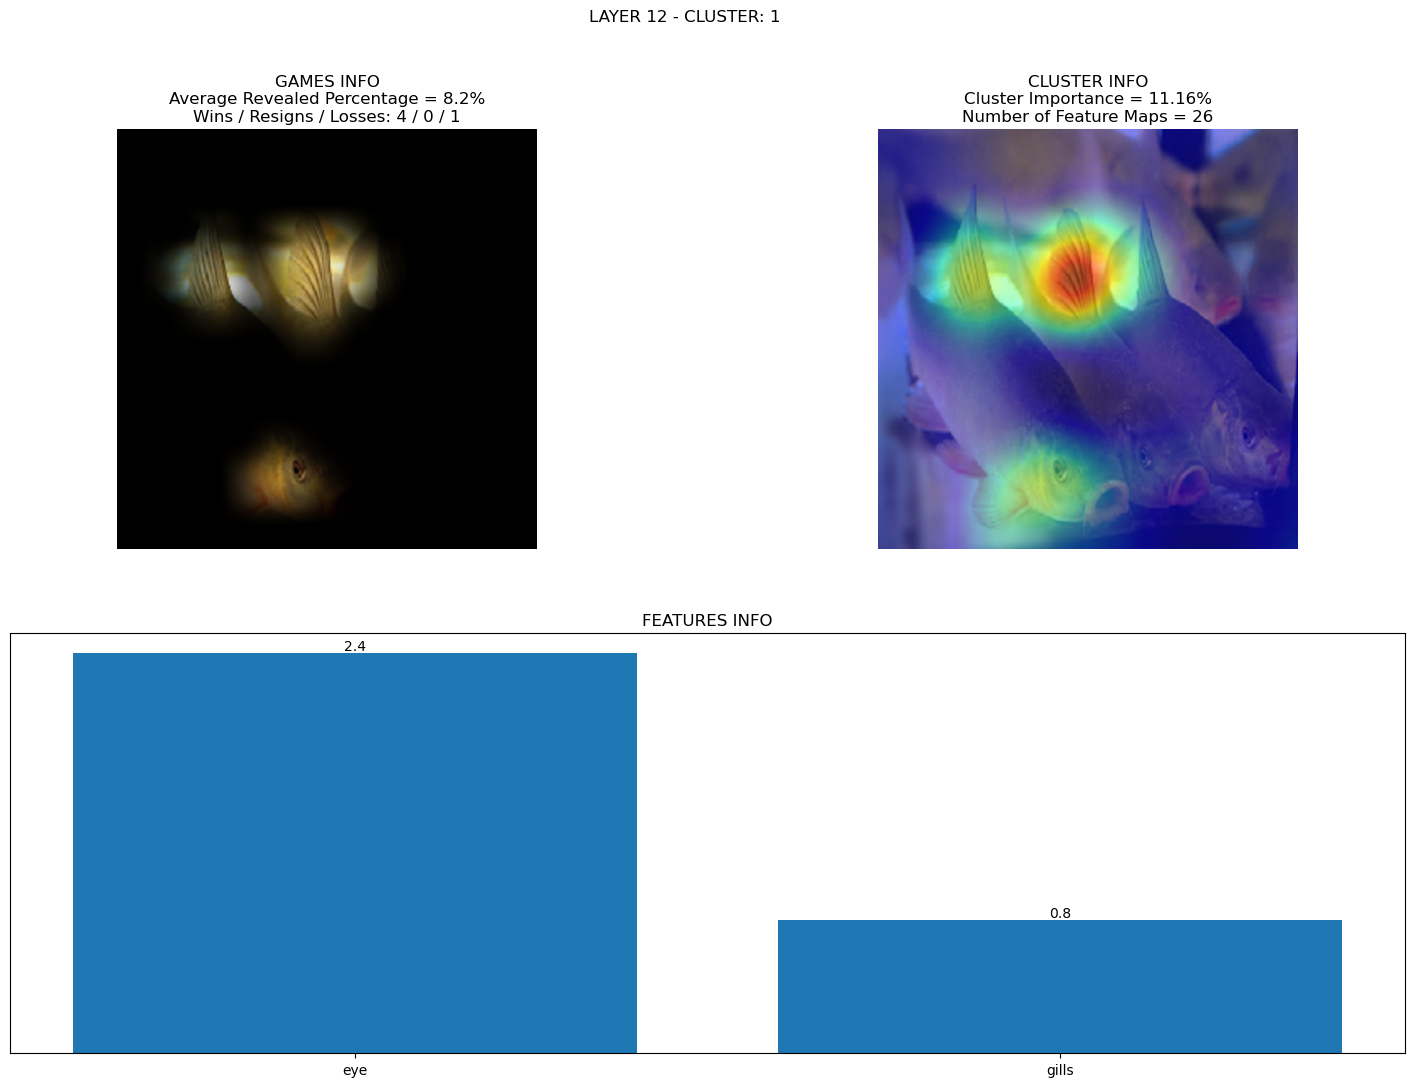 LAYER 12 - CLUSTER: 1
GAMES INFO
Average Revealed Percentage = 8.2%
Wins / Resigns / Losses: 4 / 0 / 1
CLUSTER INFO
Cluster Importance = 11.16%
Number of Feature Maps = 26
FEATURES INFO
2.4
0.8
eye
gills